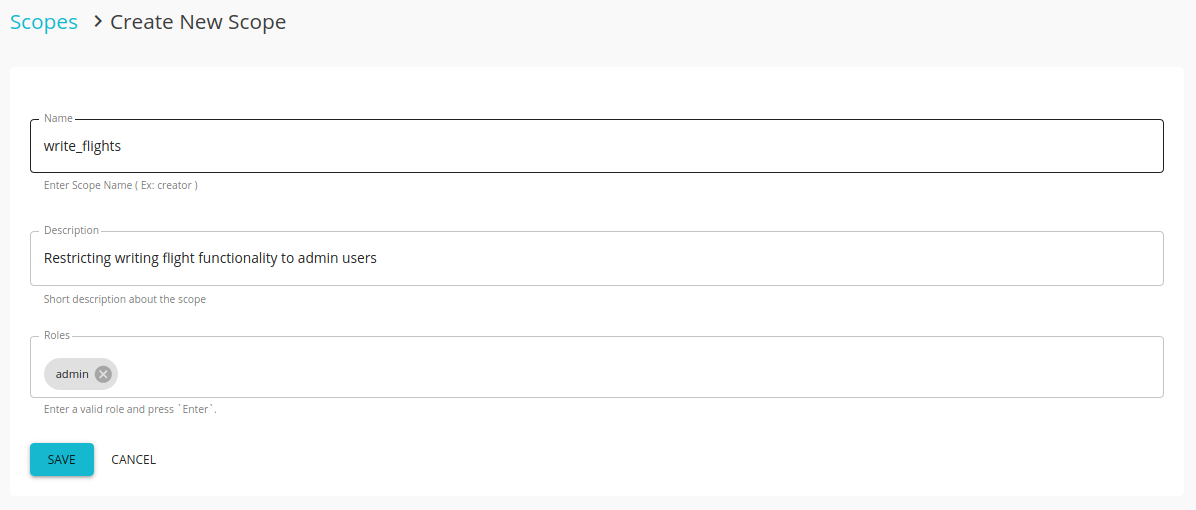 Scopes > Create New Scope
Name
write_flights
Enter Scope Name ( Ex: creator )
Description
Restricting writing flight functionality to admin users
Short description about the scope
Roles
admin
Enter a valid role and press `Enter`.
SAVE CANCEL